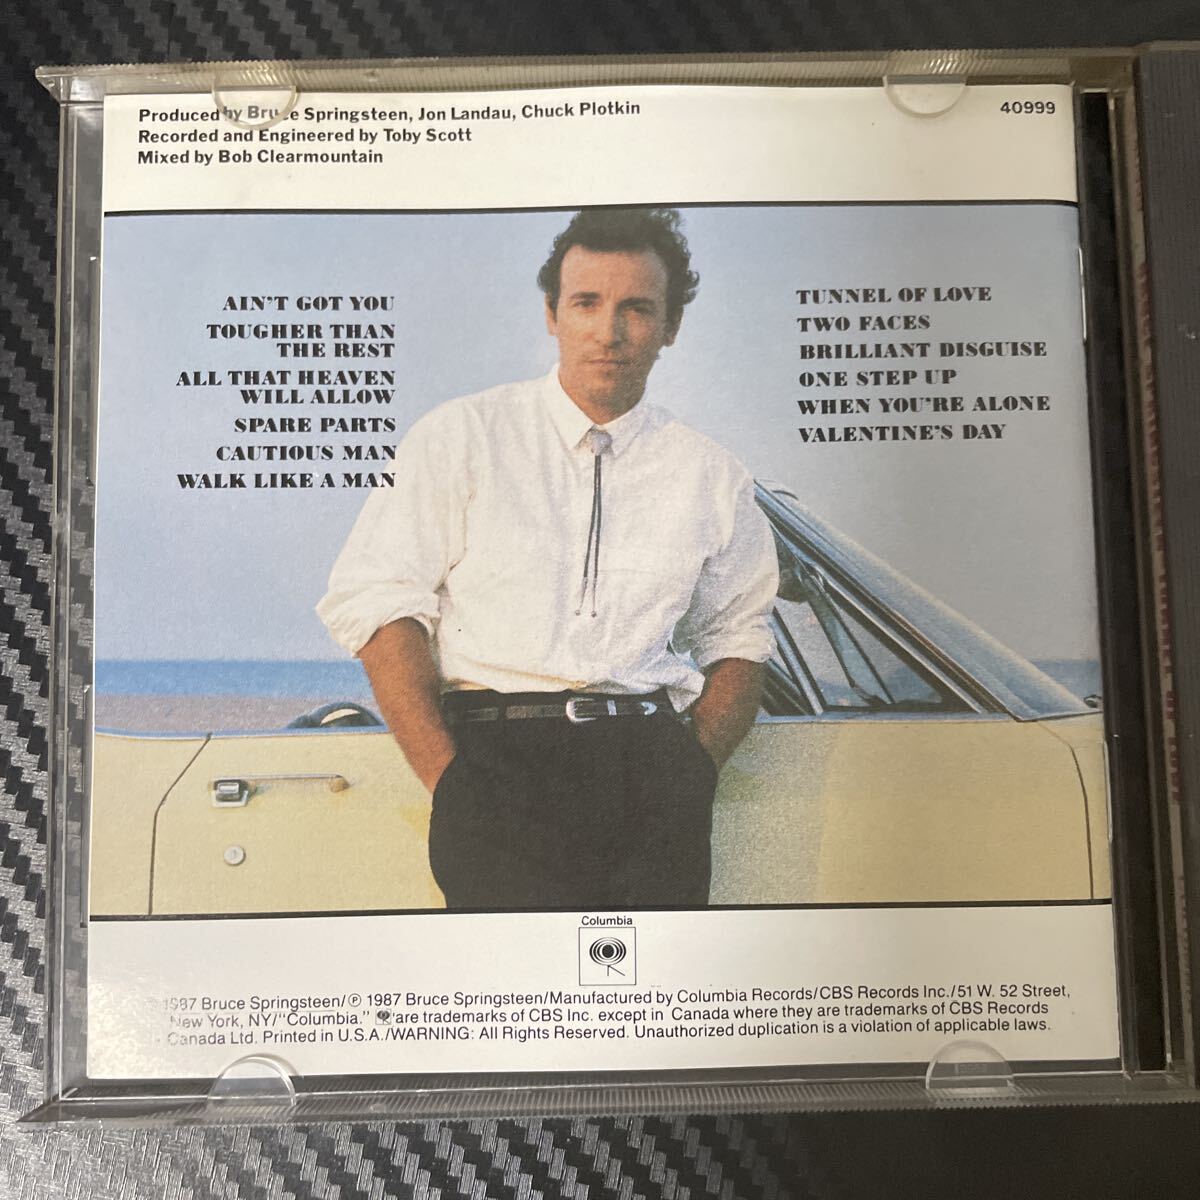 Produced by Bruce Springsteen, Jon Landau, Chuck Plotkin
Recorded and Engineered by Toby Scott
Mixed by Bob Clearmountain
40999
AIN'T GOT YOU
TOUGHER THAN
THE REST
ALL THAT HEAVEN
WILL ALLOW
SPARE PARTS
CAUTIOUS MAN
WALK LIKE A MAN
TUNNEL OF LOVE
TWO FACES
BRILLIANT DISGUISE
ONE STEP UP
WHEN YOU'RE ALONE
VALENTINE'S DAY
Columbia
1987 Bruce Springsteen/℗ 1987 Bruce Springsteen/Manufactured by Columbia Records/CBS Records Inc./51 W. 52 Street,
New York, NY/"Columbia," are trademarks of CBS Inc. except in Canada where they are trademarks of CBS Records
Canada Ltd. Printed in U.S.A./WARNING: All Rights Reserved. Unauthorized duplication is a violation of applicable laws.